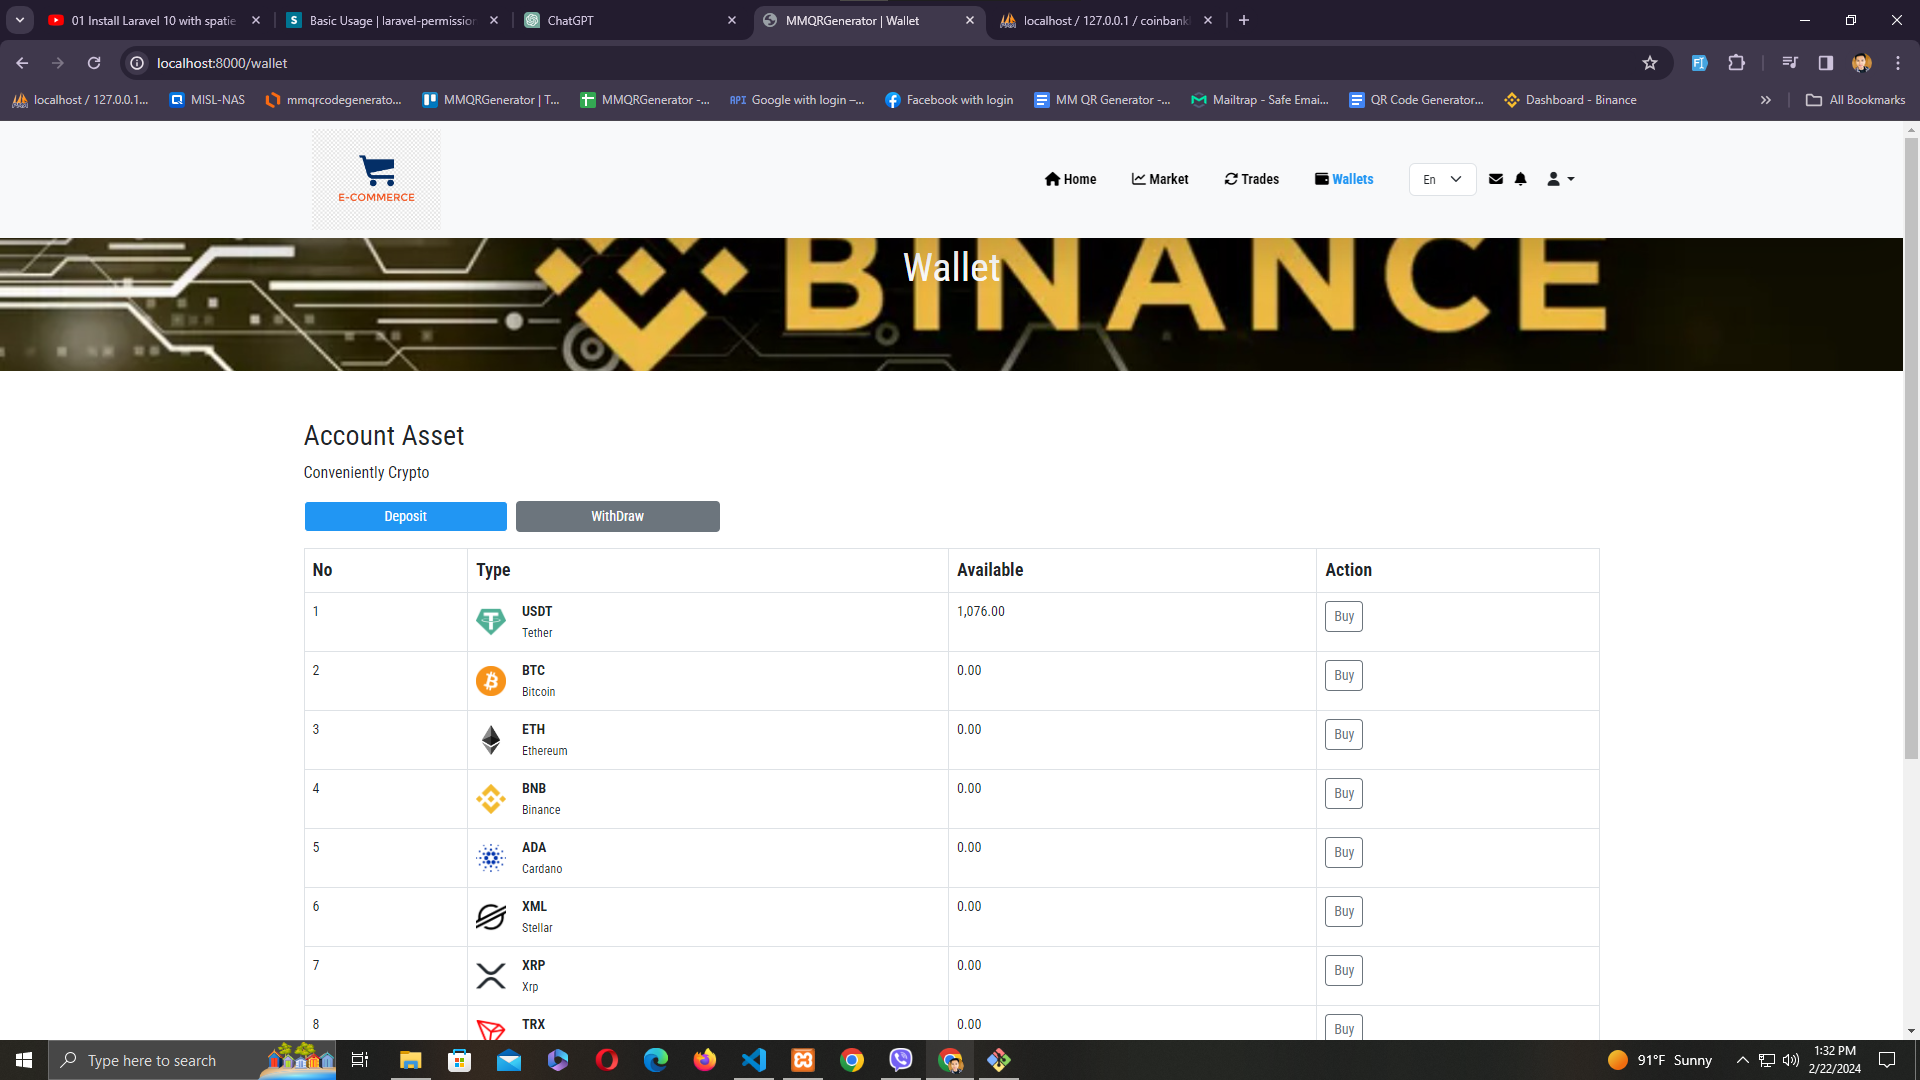 01 Install Laravel 10 with spatie
Basic Usage | laravel-permission
ChatGPT
MMQRGenerator | Wallet
localhost / 127.0.0.1 / coinbank
localhost:8000/wallet
localhost / 127.0.0.1...
MISL-NAS
mmqrcodegenerato...
MMQRGenerator | T...
MMQRGenerator -...
API Google with login –...
Facebook with login
MM QR Generator -...
Mailtrap - Safe Emai...
QR Code Generator...
Dashboard - Binance
All Bookmarks
E-COMMERCE
Home
Market
Trades
Wallets
En
BINANCE
Wallet
Account Asset
Conveniently Crypto
Deposit
WithDraw
No Type Available Action
1 USDT 1,076.00 Buy
Tether
2 BTC 0.00 Buy
Bitcoin
3 ETH 0.00 Buy
Ethereum
4 BNB 0.00 Buy
Binance
5 ADA 0.00 Buy
Cardano
6 XML 0.00 Buy
Stellar
7 XRP 0.00 Buy
Xrp
8 TRX 0.00 Buy
Type here to search
91°F Sunny
1:32 PM
2/22/2024